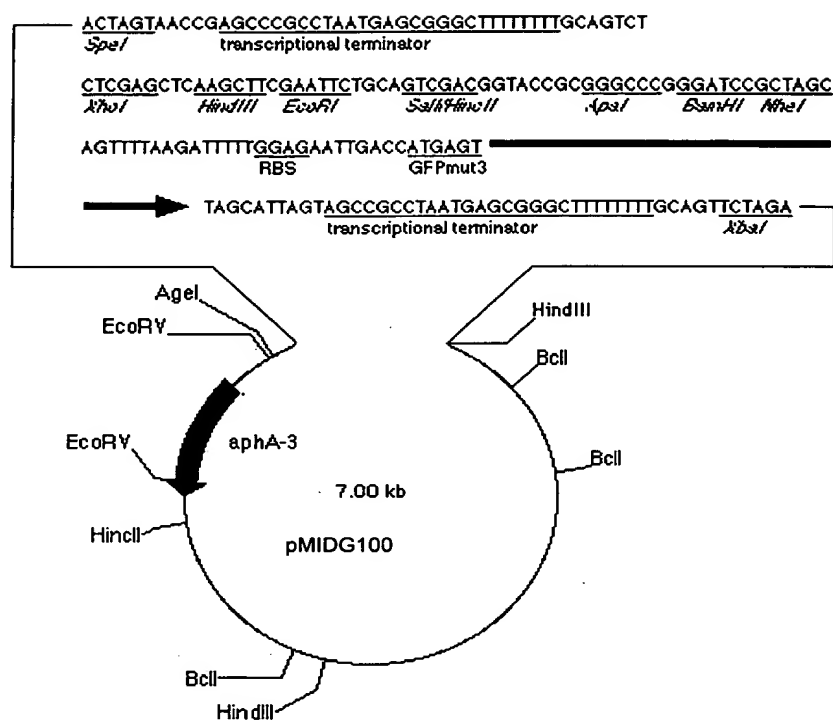 ACTAGTAACCGAGCCCGCCTAATGAGCGGGCTTTTTTTTGCAGTCT
SpeI transcriptional terminator
CTCGAGCTCAAGCTTCGAATTCTGCAGTCGACGGTACCGCGGGCCCGGGATCCGCTAGC
XhoI HindIII EcoRI SalI/HincII ApaI BamHI NheI
AGTTTTAAGATTTTTGGAGAATTGACCATGAGT
RBS GFPmut3
TAGCATTAGTAGCCGCCTAATGAGCGGGCTTTTTTTTGCAGTTCTAGA
transcriptional terminator XbaI
AgeI
EcoRV
HindIII
BclI
EcoRV
aphA-3
BclI
7.00 kb
HincII
pMIDG100
BclI
HindIII